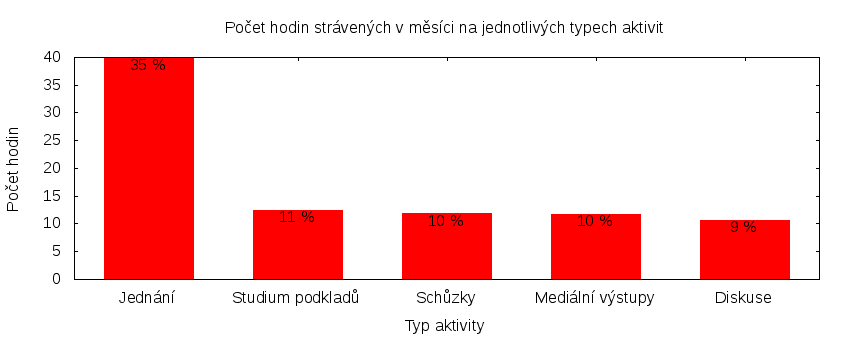 Počet hodin strávených v měsíci na jednotlivých typech aktivit
Počet hodin
40
35
30
25
20
15
10
5
0
35 %
11 %
10 %
10 %
9 %
Jednání
Studium podkladů
Schůzky
Mediální výstupy
Diskuse
Typ aktivity